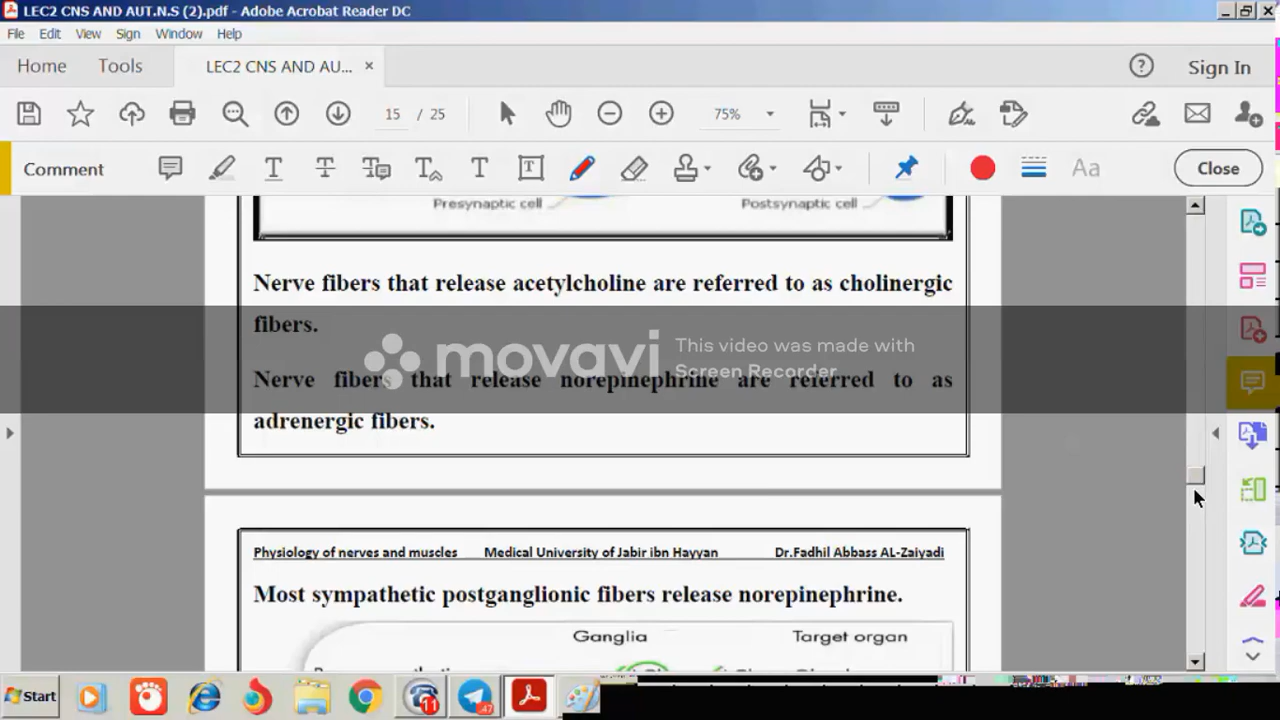 LEC2 CNS AND AUT.N.S (2).pdf - Adobe Acrobat Reader DC
File Edit View Sign Window Help
Home Tools LEC2 CNS AND AU... × Sign In
15 / 25 75%
Comment Aa Close
Presynaptic cell Postsynaptic cell
Nerve fibers that release acetylcholine are referred to as cholinergic
fibers.
movavi This video was made with
Screen Recorder
Nerve fibers that release norepinephrine are referred to as
adrenergic fibers.
Physiology of nerves and muscles Medical University of Jabir ibn Hayyan Dr.Fadhil Abbass AL-Zaiyadi
Most sympathetic postganglionic fibers release norepinephrine.
Ganglia Target organ
Start 11 47